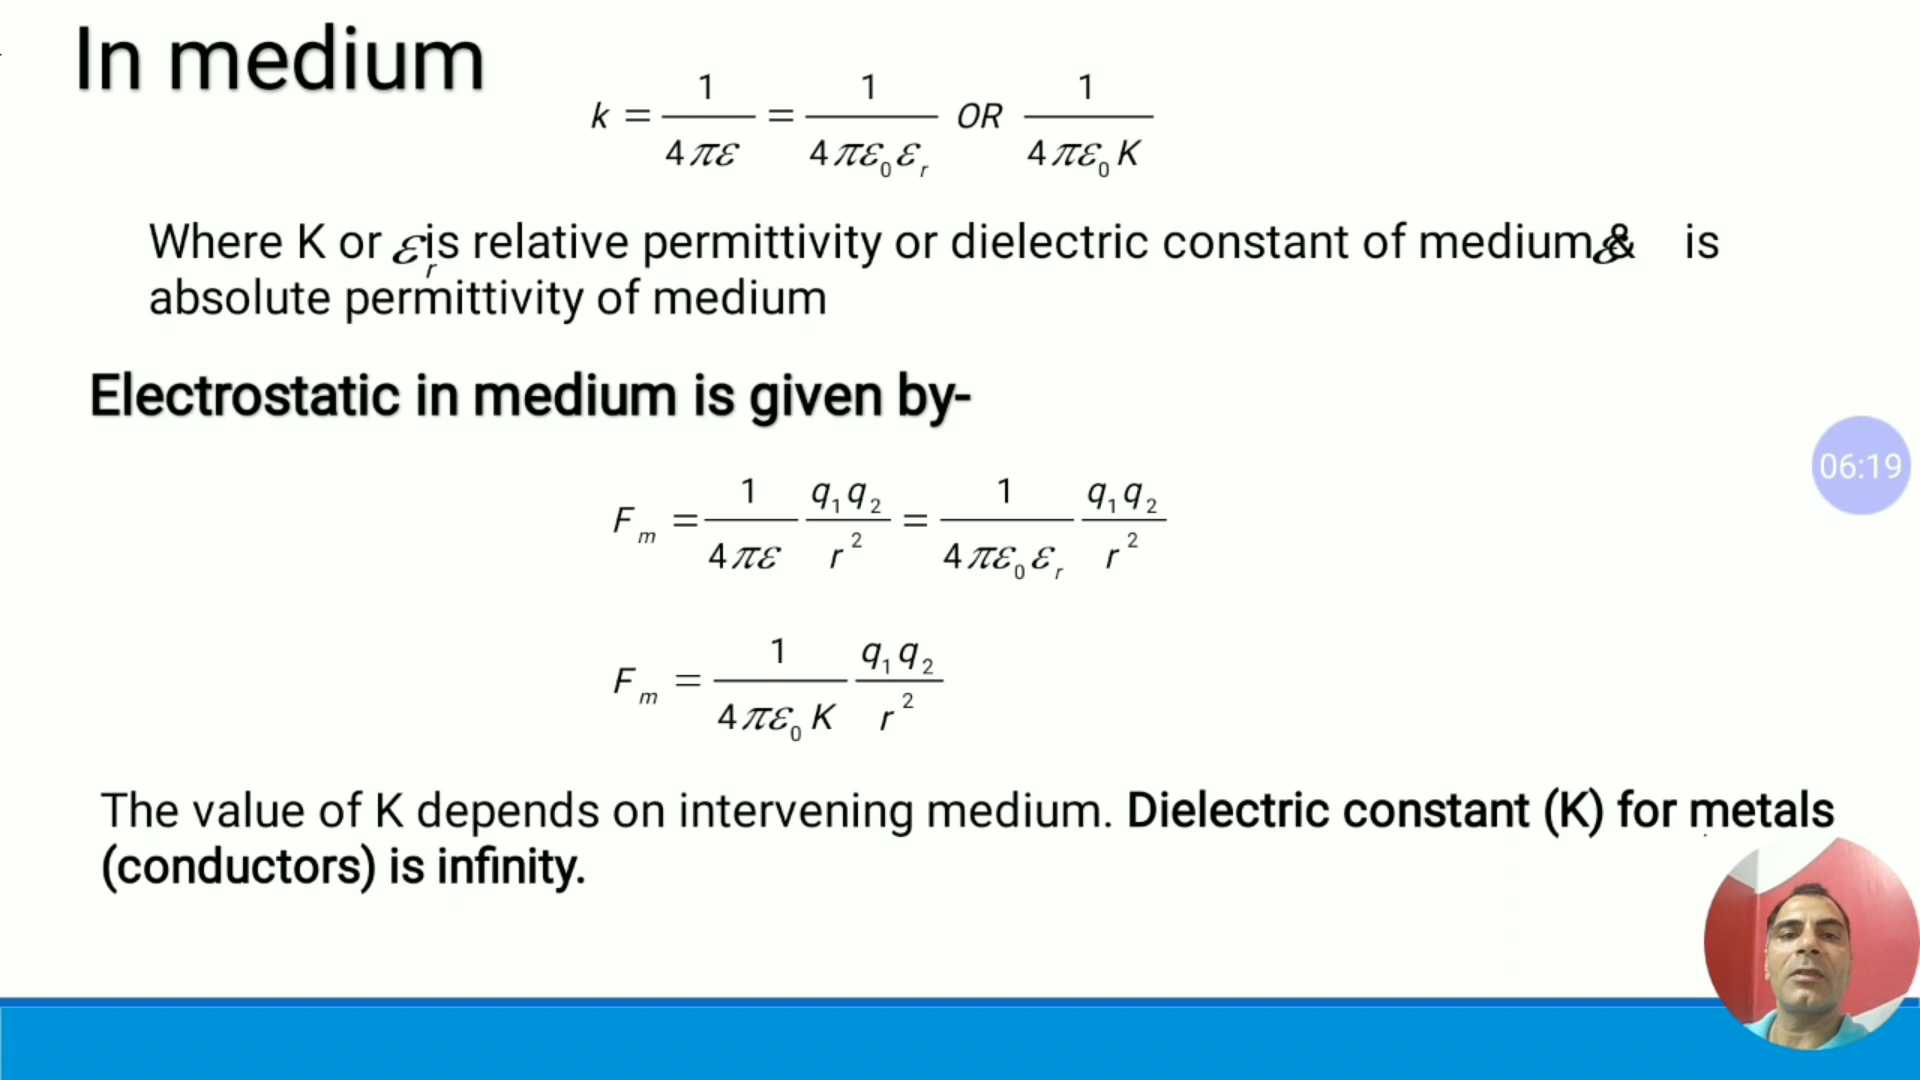 In medium
k = 1/4πε = 1/4πε₀εᵣ OR 1/4πε₀K
Where K or εᵣ is relative permittivity or dielectric constant of medium & ε is
absolute permittivity of medium
Electrostatic in medium is given by-
06:19
Fₘ = 1/4πε q₁q₂/r² = 1/4πε₀εᵣ q₁q₂/r²
Fₘ = 1/4πε₀K q₁q₂/r²
The value of K depends on intervening medium. Dielectric constant (K) for metals
(conductors) is infinity.